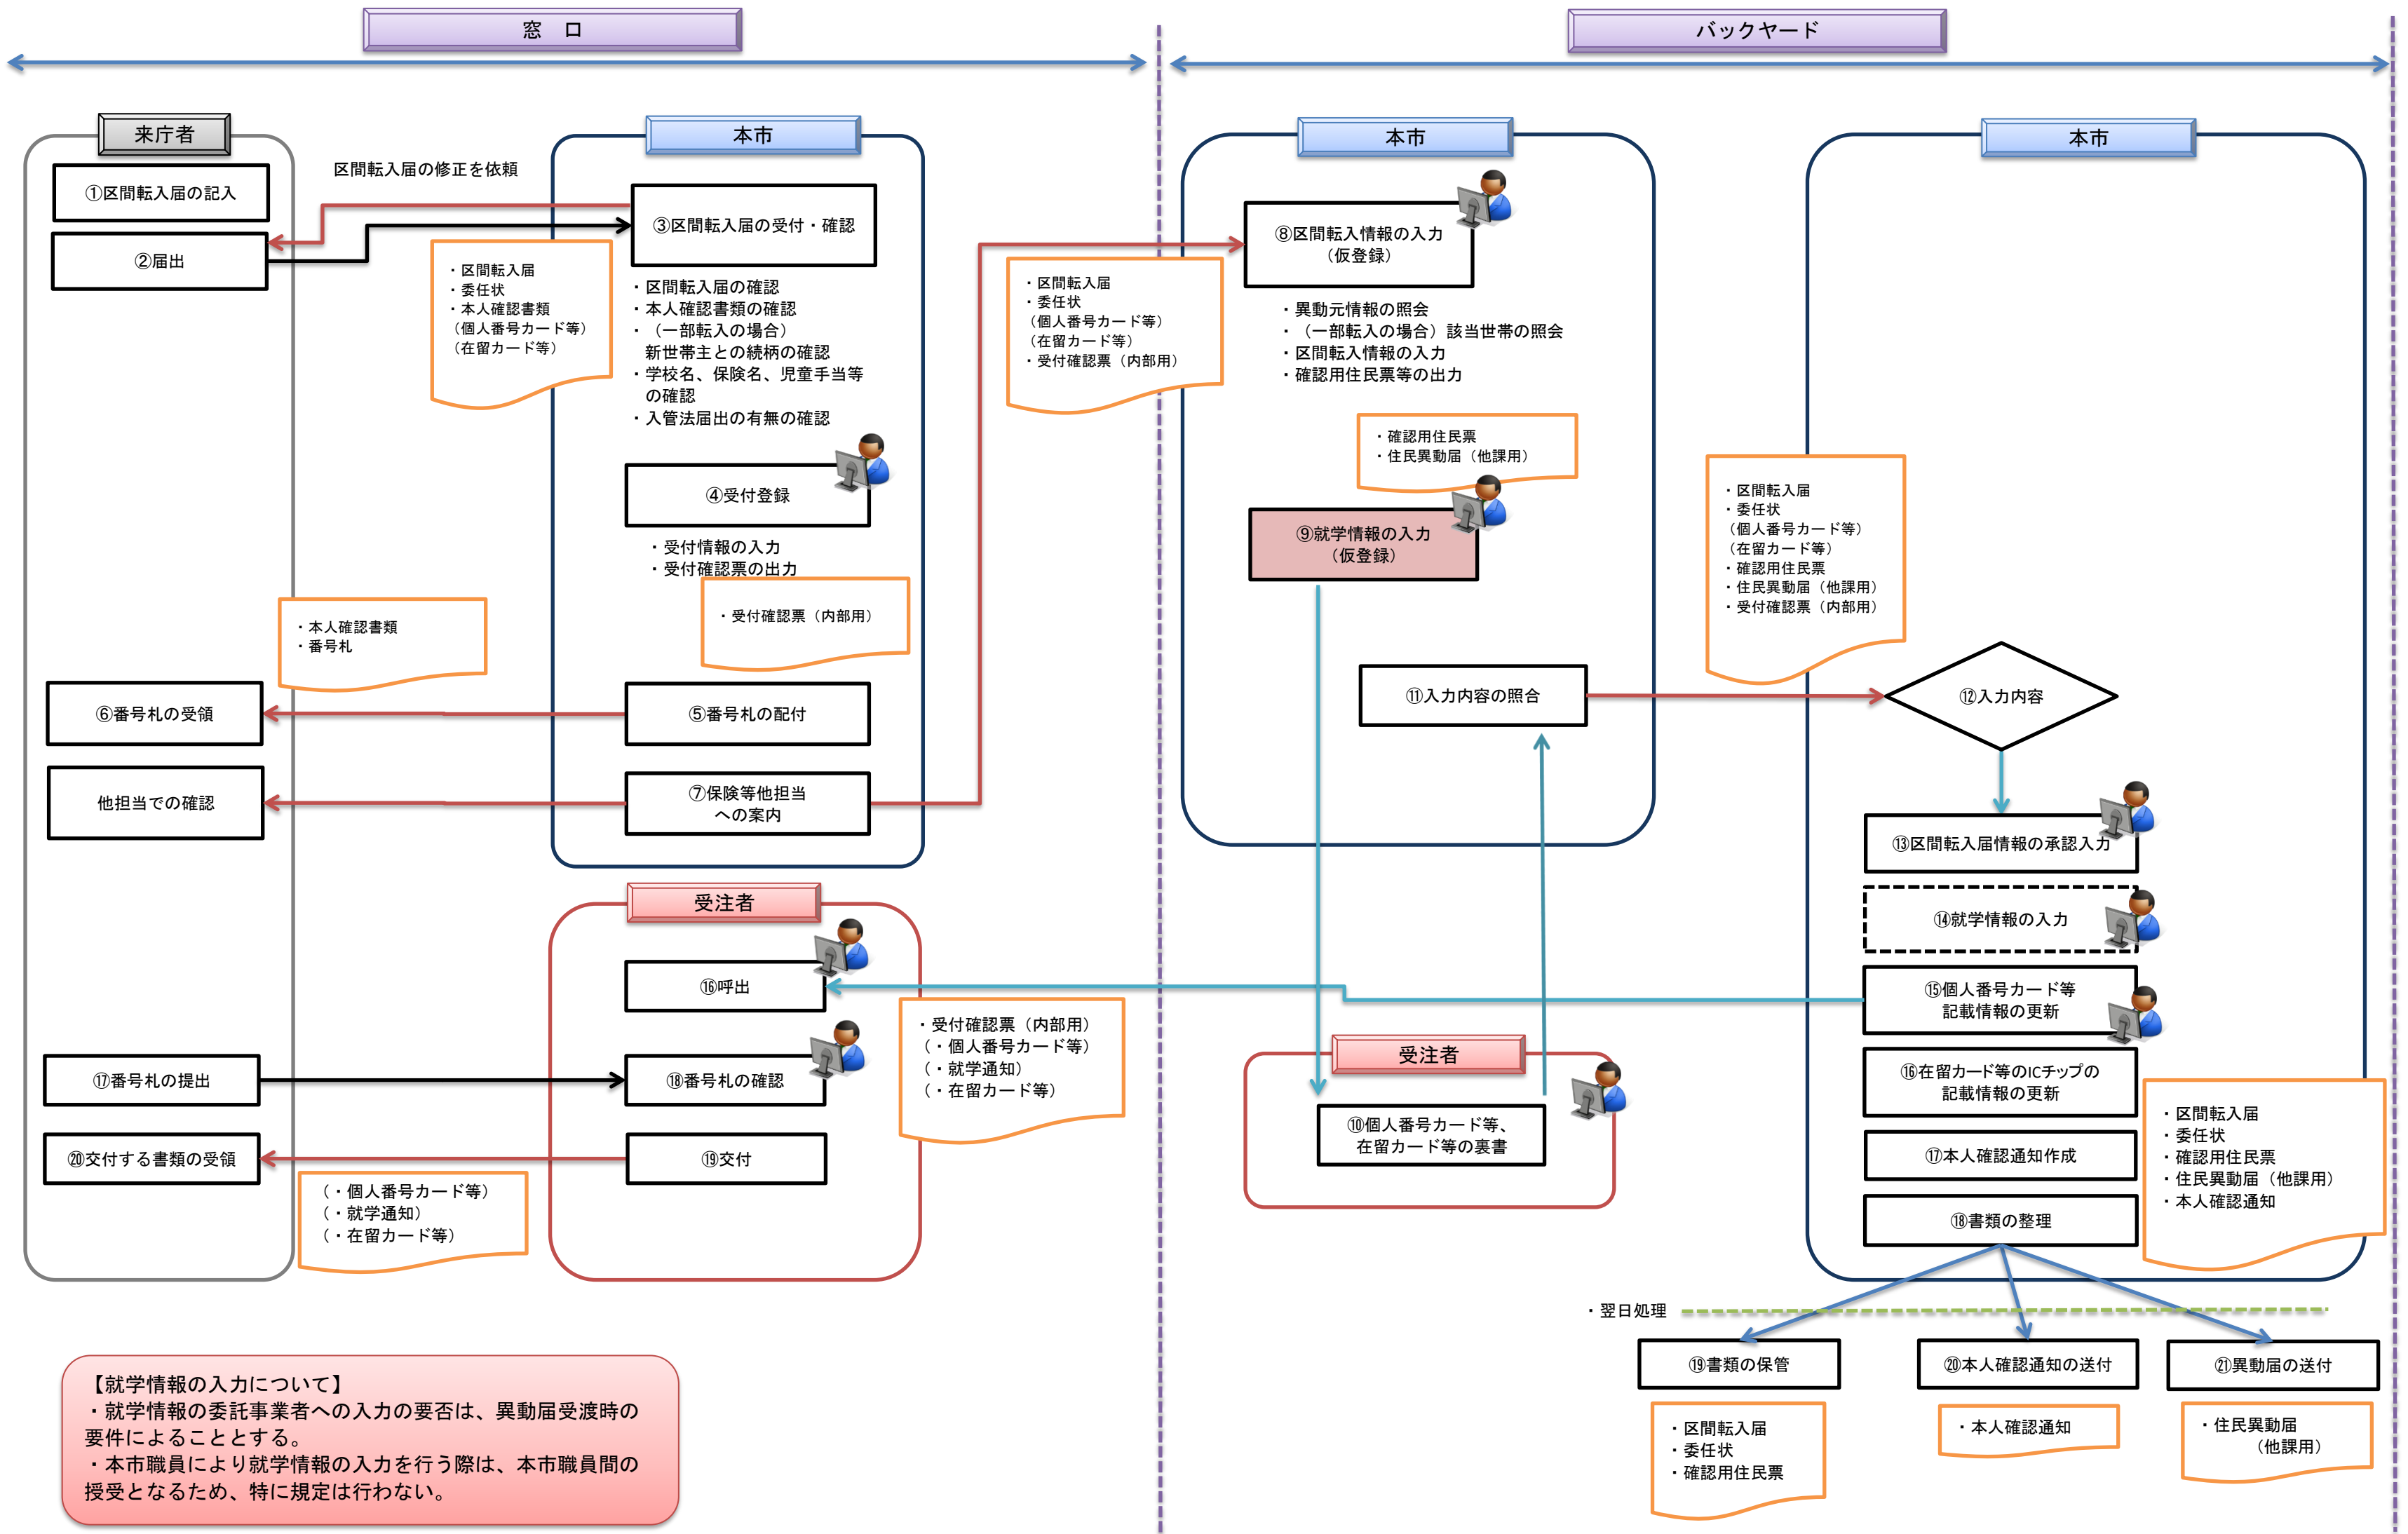 窓　口
バックヤード
来庁者
①区間転入届の記入
②届出
区間転入届の修正を依頼
本市
③区間転入届の受付・確認
・区間転入届
・委任状
・本人確認書類
（個人番号カード等）
（在留カード等）
・区間転入届の確認
・本人確認書類の確認
・（一部転入の場合）
新世帯主との続柄の確認
・学校名、保険名、児童手当等
の確認
・入管法届出の有無の確認
④受付登録
・受付情報の入力
・受付確認票の出力
・受付確認票（内部用）
・本人確認書類
・番号札
⑥番号札の受領
⑤番号札の配付
他担当での確認
⑦保険等他担当
への案内
受注者
⑯呼出
・受付確認票（内部用）
（・個人番号カード等）
（・就学通知）
（・在留カード等）
⑰番号札の提出
⑱番号札の確認
⑳交付する書類の受領
⑲交付
（・個人番号カード等）
（・就学通知）
（・在留カード等）
【就学情報の入力について】
・就学情報の委託事業者への入力の要否は、異動届受渡時の
要件によることとする。
・本市職員により就学情報の入力を行う際は、本市職員間の
授受となるため、特に規定は行わない。
本市
⑧区間転入情報の入力
（仮登録）
・区間転入届
・委任状
（個人番号カード等）
（在留カード等）
・受付確認票（内部用）
・異動元情報の照会
・（一部転入の場合）該当世帯の照会
・区間転入情報の入力
・確認用住民票等の出力
・確認用住民票
・住民異動届（他課用）
⑨就学情報の入力
（仮登録）
⑪入力内容の照合
受注者
⑩個人番号カード等、
在留カード等の裏書
本市
・区間転入届
・委任状
（個人番号カード等）
（在留カード等）
・確認用住民票
・住民異動届（他課用）
・受付確認票（内部用）
⑫入力内容
⑬区間転入届情報の承認入力
⑭就学情報の入力
⑮個人番号カード等
記載情報の更新
⑯在留カード等のICチップの
記載情報の更新
⑰本人確認通知作成
⑱書類の整理
・区間転入届
・委任状
・確認用住民票
・住民異動届（他課用）
・本人確認通知
・翌日処理
⑲書類の保管
⑳本人確認通知の送付
㉑異動届の送付
・区間転入届
・委任状
・確認用住民票
・本人確認通知
・住民異動届
（他課用）